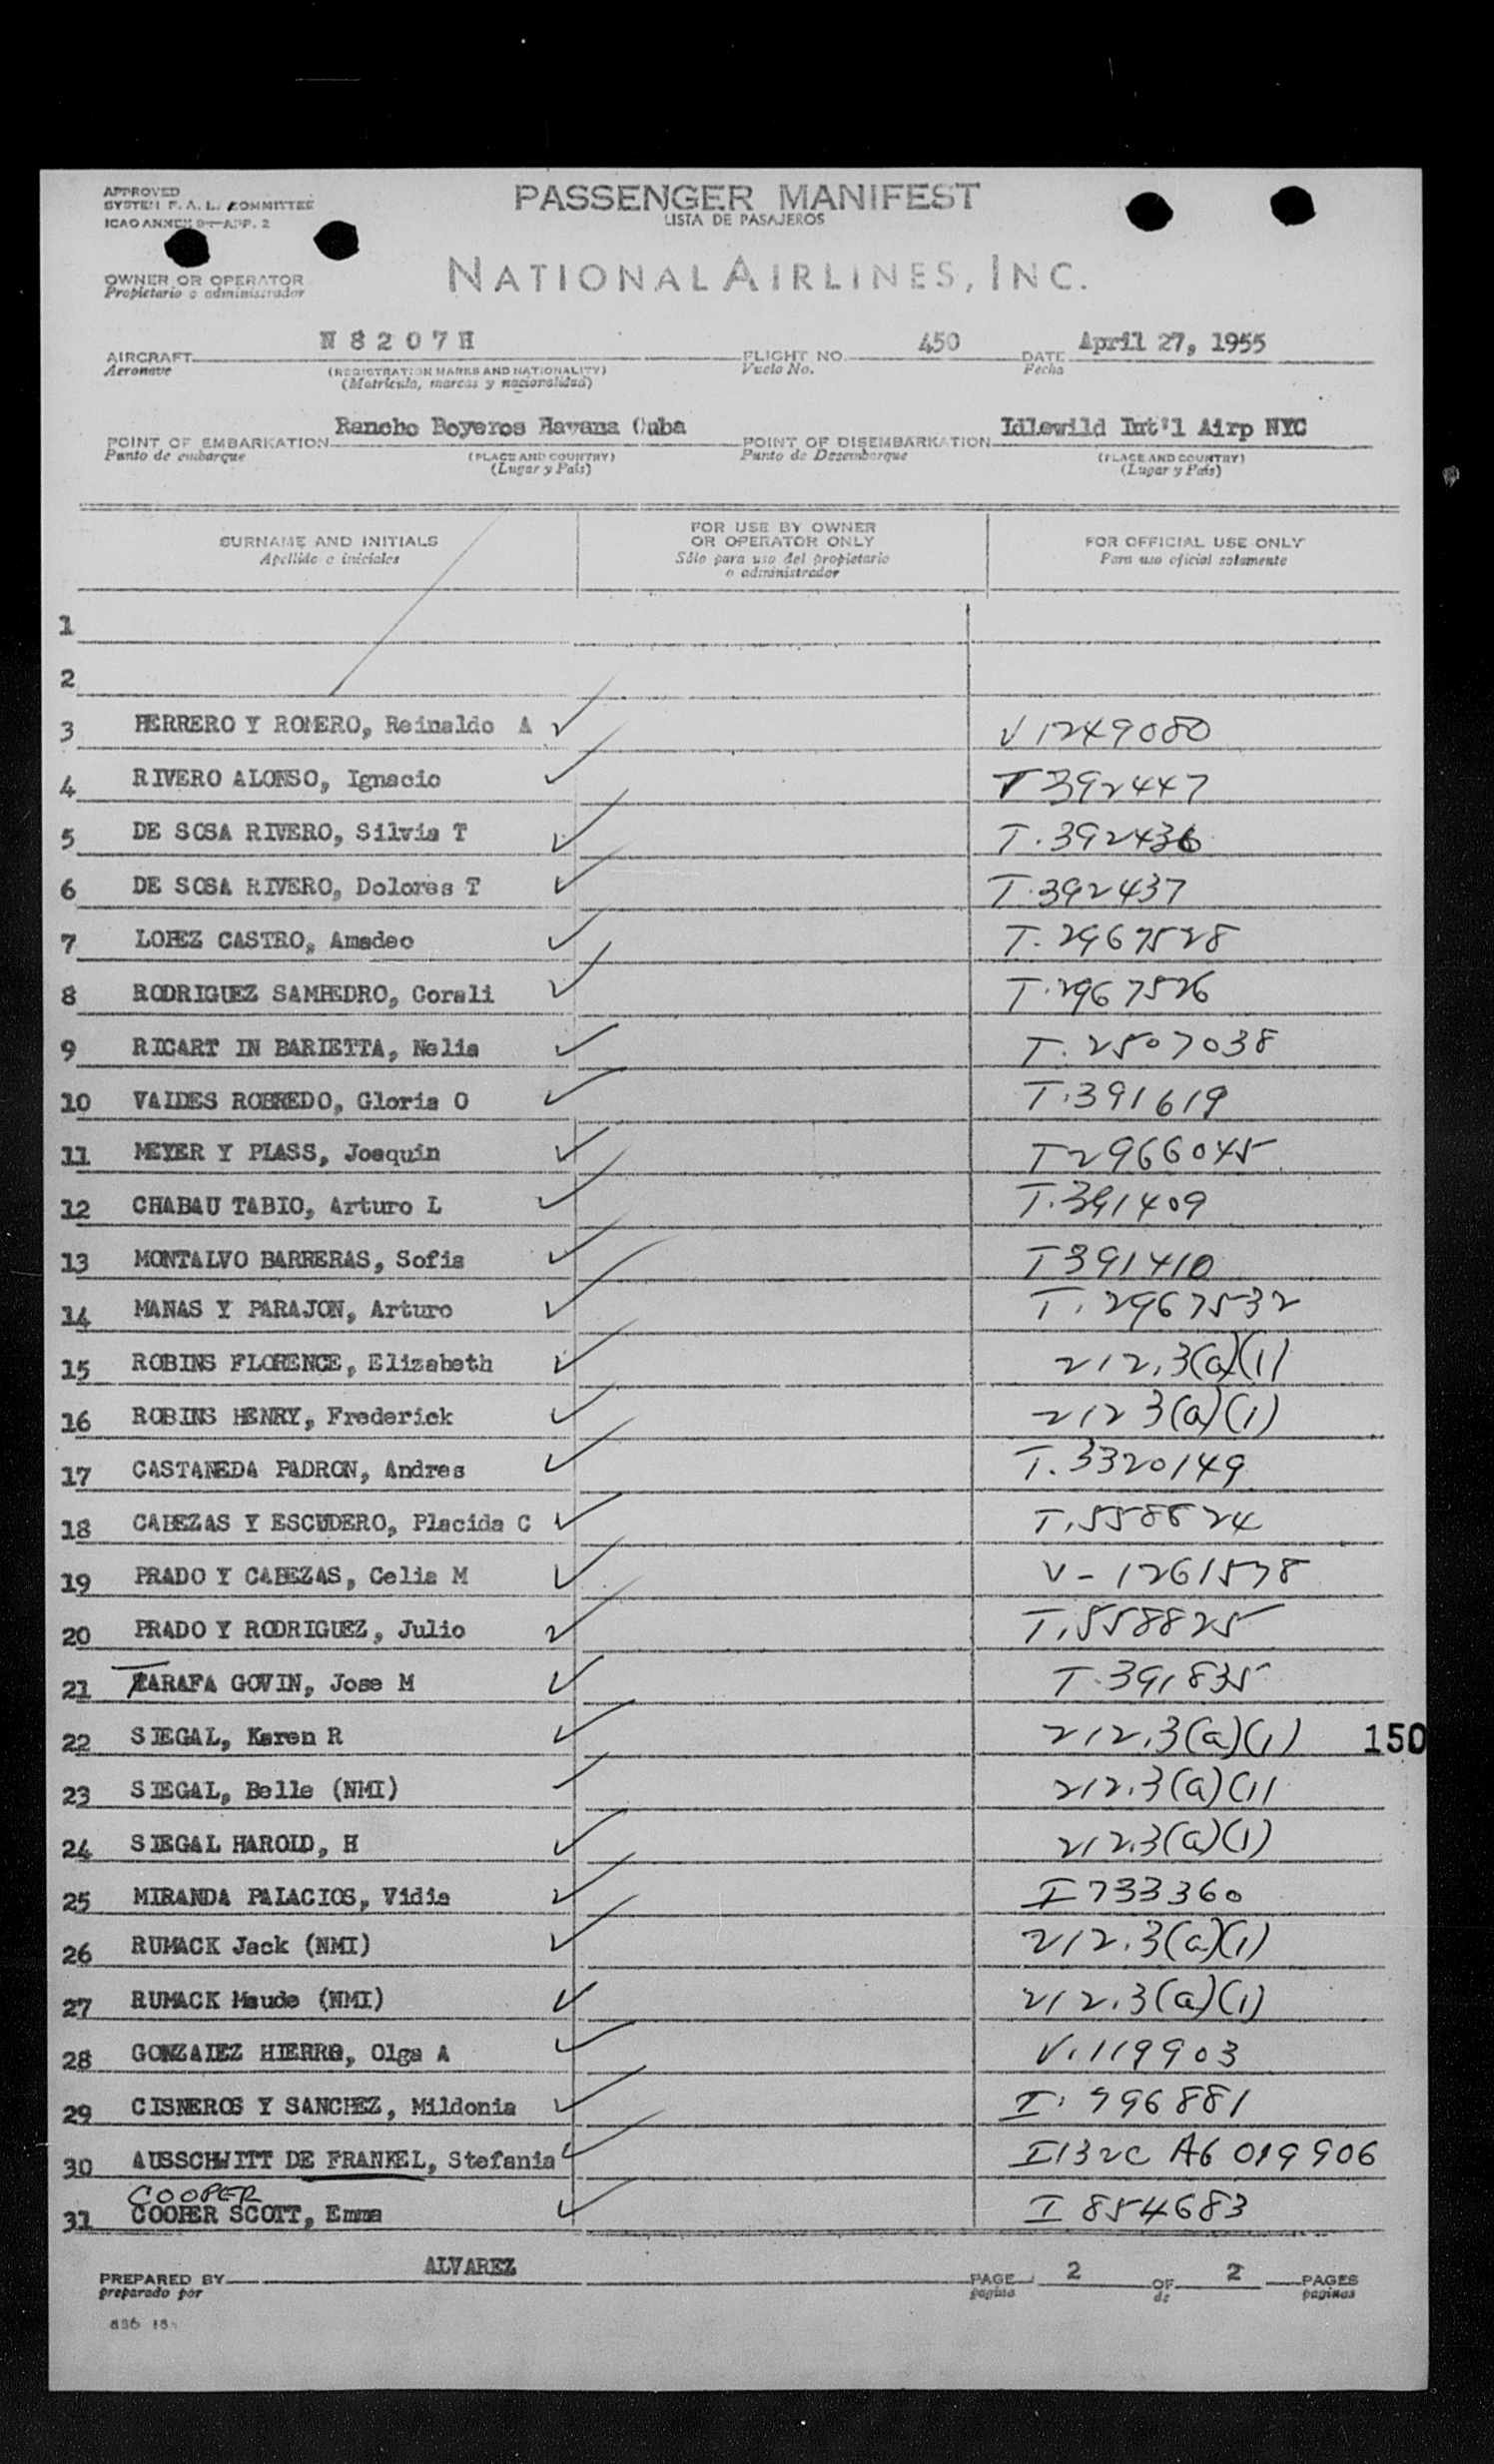 APPROVED
SYSTEM F. A. L. COMMITTEE
ICAO ANNEX 9—APP. 2
PASSENGER MANIFEST
LISTA DE PASAJEROS
OWNER OR OPERATOR
Propietario o administrador
NATIONAL AIRLINES, INC.
AIRCRAFT N 8 2 0 7 H FLIGHT NO. 450 DATE April 27, 1955
Aeronave (REGISTRATION MARKS AND NATIONALITY) Vuelo No. Fecha
(Matrícula, marcas y nacionalidad)
POINT OF EMBARKATION Rancho Boyeros Havana Cuba POINT OF DISEMBARKATION Idlewild Int'l Airp NYC
Punto de embarque (PLACE AND COUNTRY) Punto de Desembarque (PLACE AND COUNTRY)
(Lugar y País) (Lugar y País)
SURNAME AND INITIALS FOR USE BY OWNER OR OPERATOR ONLY FOR OFFICIAL USE ONLY
Apellido e iniciales Sólo para uso del propietario o administrador Para uso oficial solamente
1
2
3 HERRERO Y ROMERO, Reinaldo A V 1249080
4 RIVERO ALONSO, Ignacio T 392447
5 DE SOSA RIVERO, Silvia T T.392436
6 DE SOSA RIVERO, Dolores T T.392437
7 LOPEZ CASTRO, Amadeo T.2967528
8 RODRIGUEZ SAMPEDRO, Corali T.2967526
9 RICART IN BARIETTA, Nelia T.2507038
10 VALDES ROBREDO, Gloria O T.391619
11 MEYER Y PLASS, Joaquin T2966045
12 CHABAU TABIO, Arturo L T.391409
13 MONTALVO BARRERAS, Sofia T391410
14 MANAS Y PARAJON, Arturo T.2967532
15 ROBINS FLORENCE, Elizabeth 212.3(a)(1)
16 ROBINS HENRY, Frederick 212 3(a)(1)
17 CASTANEDA PADRON, Andres T.3320149
18 CABEZAS Y ESCUDERO, Placida C T.558824
19 PRADO Y CABEZAS, Celia M V-1261578
20 PRADO Y RODRIGUEZ, Julio T.558825
21 TARAFA GOVIN, Jose M T.391835
22 SIEGAL, Karen R 212.3(a)(1) 150
23 SIEGAL, Belle (NMI) 212.3(a)(1)
24 SIEGAL HAROLD, H 212.3(a)(1)
25 MIRANDA PALACIOS, Vidia I 733360
26 RUMACK Jack (NMI) 212.3(a)(1)
27 RUMACK Maude (NMI) 212.3(a)(1)
28 GONZALEZ HIERRO, Olga A V.119903
29 CISNEROS Y SANCHEZ, Mildonia I.796881
30 AUSSCHWITT DE FRANKEL, Stefania I132C A6 019906
COOPER
31 COOPER SCOTT, Emma I 854683
PREPARED BY ALVAREZ PAGE 2 OF 2 PAGES
preparado por pagina de paginas